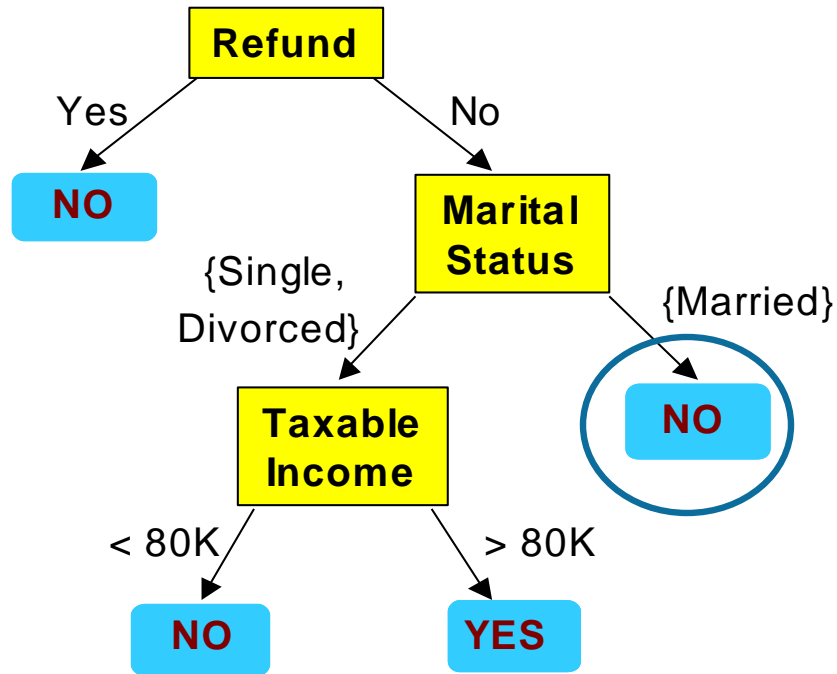 Refund
Yes
No
NO
Marital
Status
{Single,
Divorced}
{Married}
NO
Taxable
Income
< 80K
> 80K
NO
YES